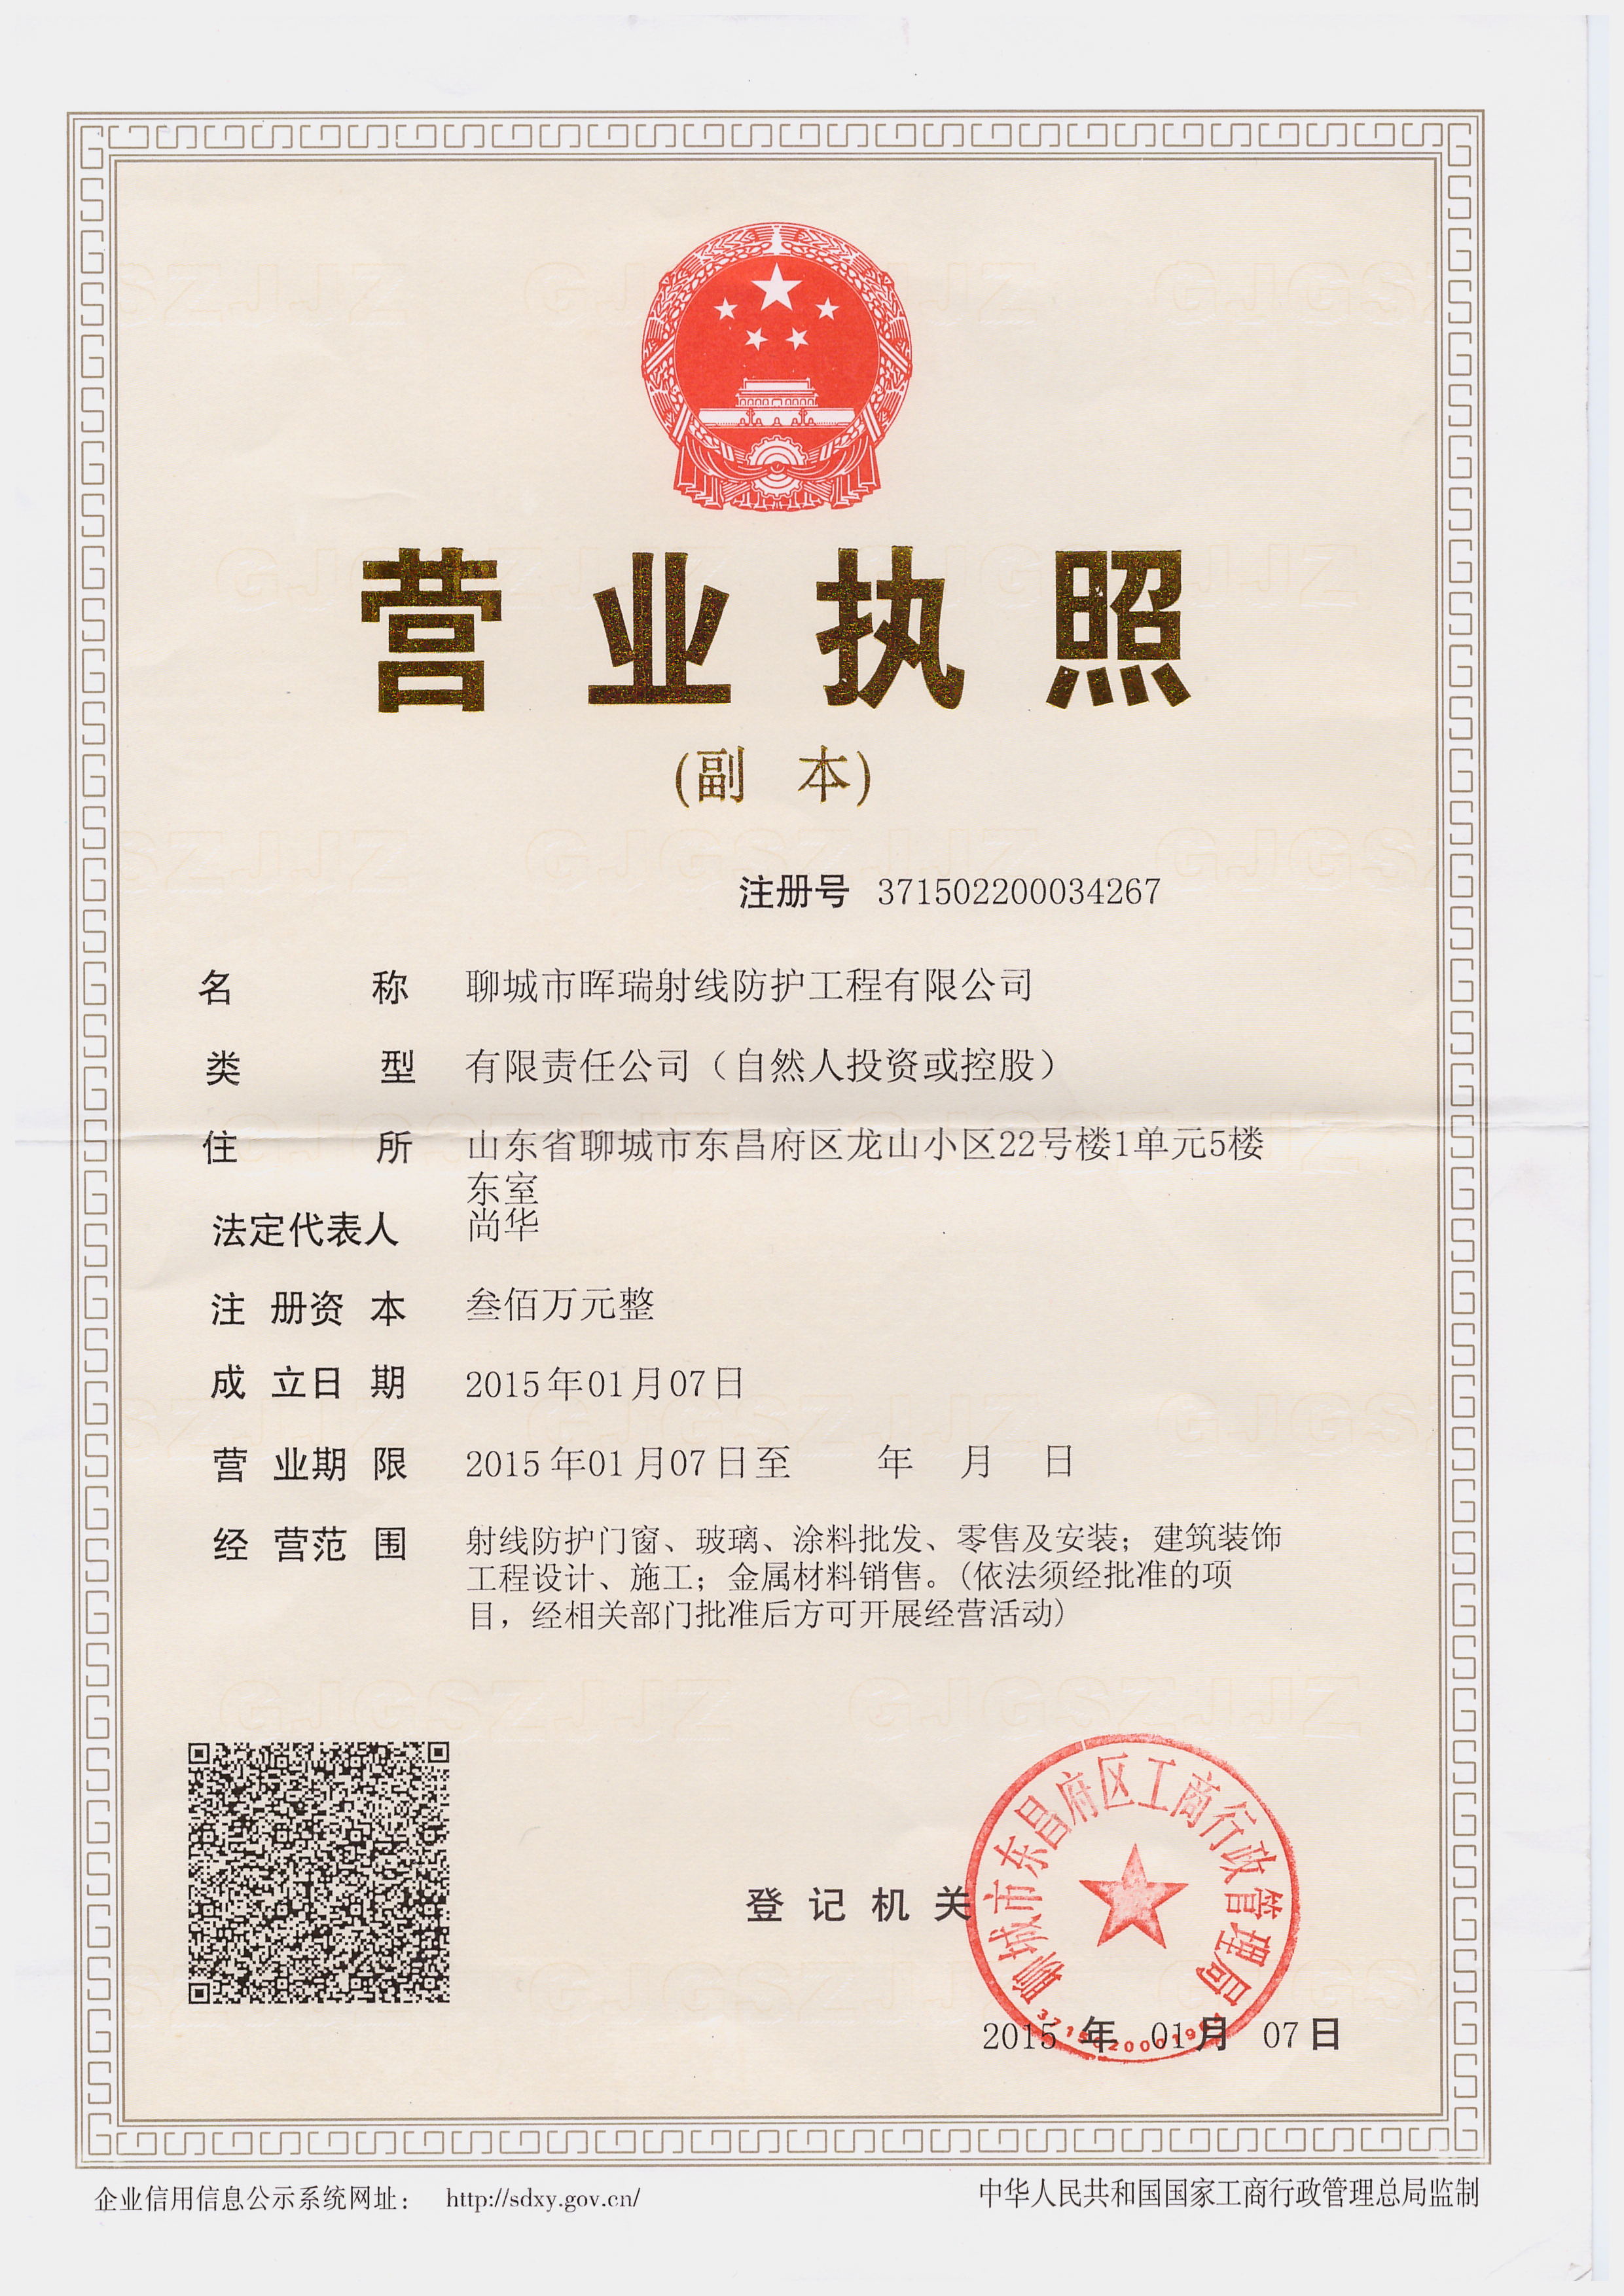 营业执照
(副 本)
注册号 371502200034267
名 称 聊城市晖瑞射线防护工程有限公司
类 型 有限责任公司（自然人投资或控股）
住 所 山东省聊城市东昌府区龙山小区22号楼1单元5楼
东室
法定代表人 尚华
注册资本 叁佰万元整
成立日期 2015年01月07日
营业期限 2015年01月07日至 年 月 日
经营范围 射线防护门窗、玻璃、涂料批发、零售及安装；建筑装饰
工程设计、施工；金属材料销售。(依法须经批准的项
目，经相关部门批准后方可开展经营活动)
聊城市东昌府区工商行政管理局
登记机关
2015 年 01 月 07 日
企业信用信息公示系统网址： http://sdxy.gov.cn/
中华人民共和国国家工商行政管理总局监制